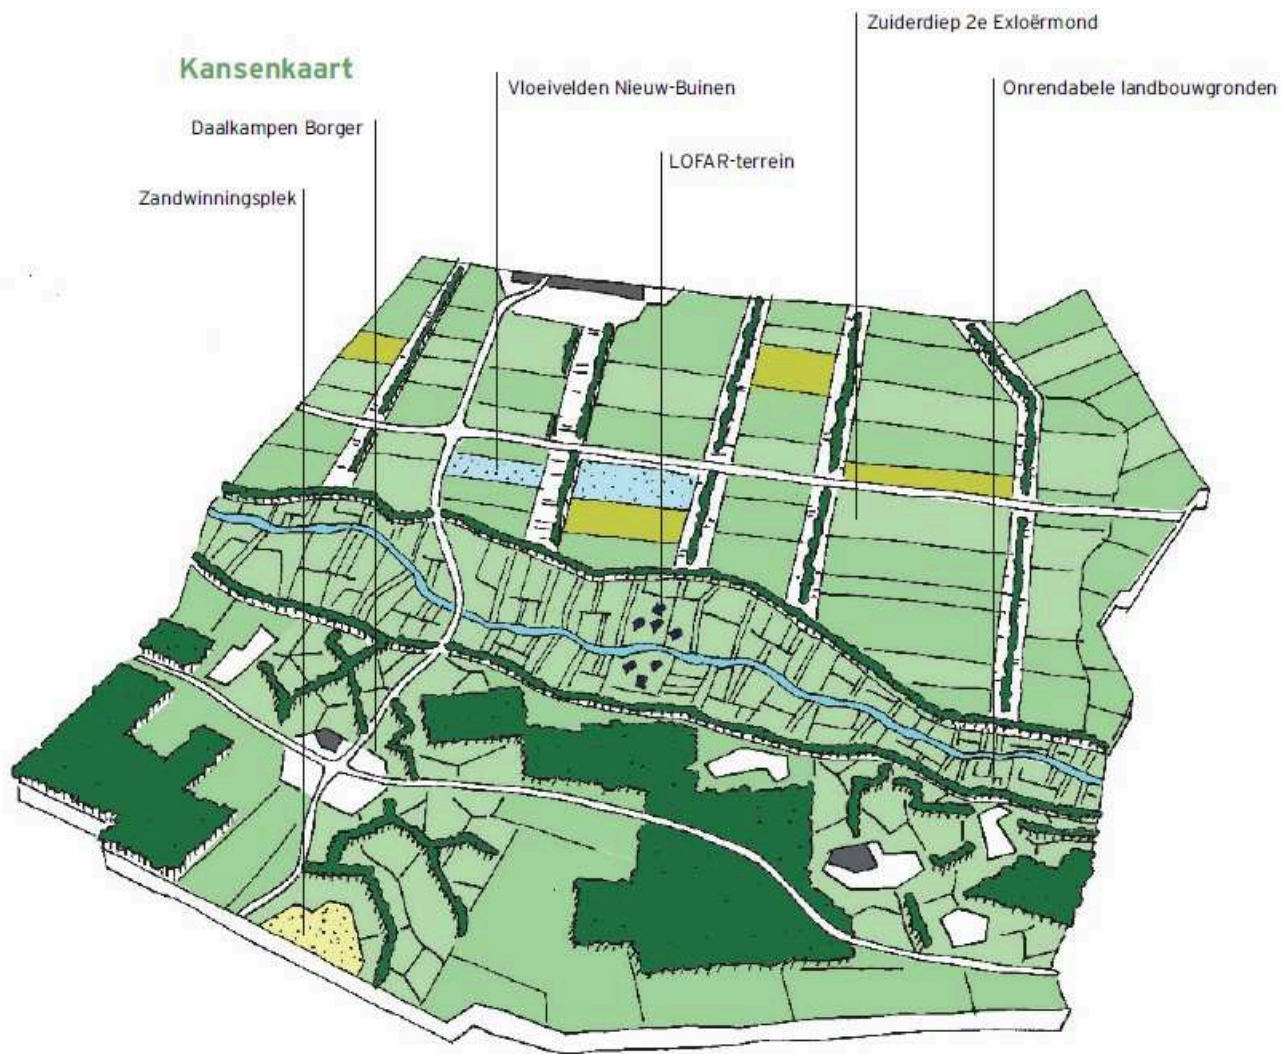 Zuiderdiep 2e Exloërmond
Kansenkaart
Vloeivelden Nieuw-Buinen
Onrendabele landbouwgronden
Daalkampen Borger
LOFAR-terrein
Zandwinningsplek